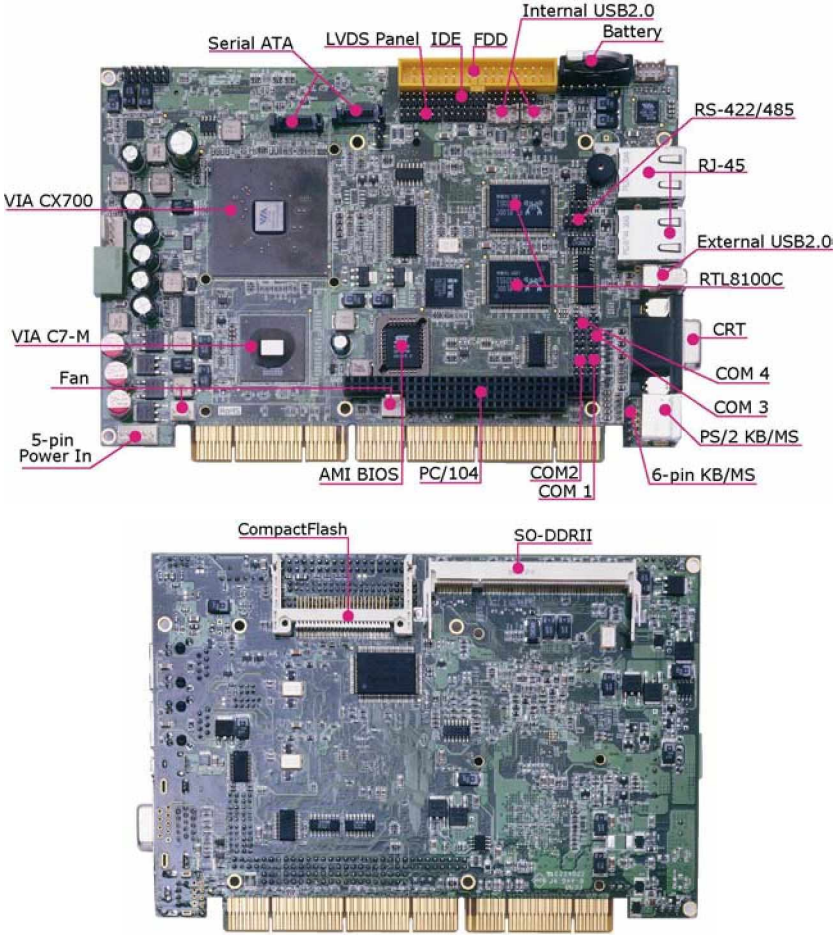 Internal USB2.0
Serial ATA
LVDS Panel
IDE
FDD
Battery
RS-422/485
RJ-45
VIA CX700
External USB2.0
RTL8100C
VIA C7-M
CRT
Fan
COM 4
COM 3
5-pin
Power In
PS/2 KB/MS
AMI BIOS
PC/104
COM2
6-pin KB/MS
COM 1
CompactFlash
SO-DDRII